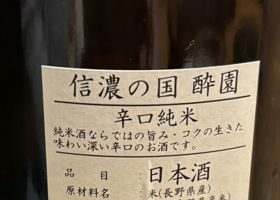 信濃の国 酔園
辛口純米
純米酒ならではの旨み・コクの生きた
味わい深い辛口のお酒です。
品目 : 日本酒
原材料名 : 米(長野県産)